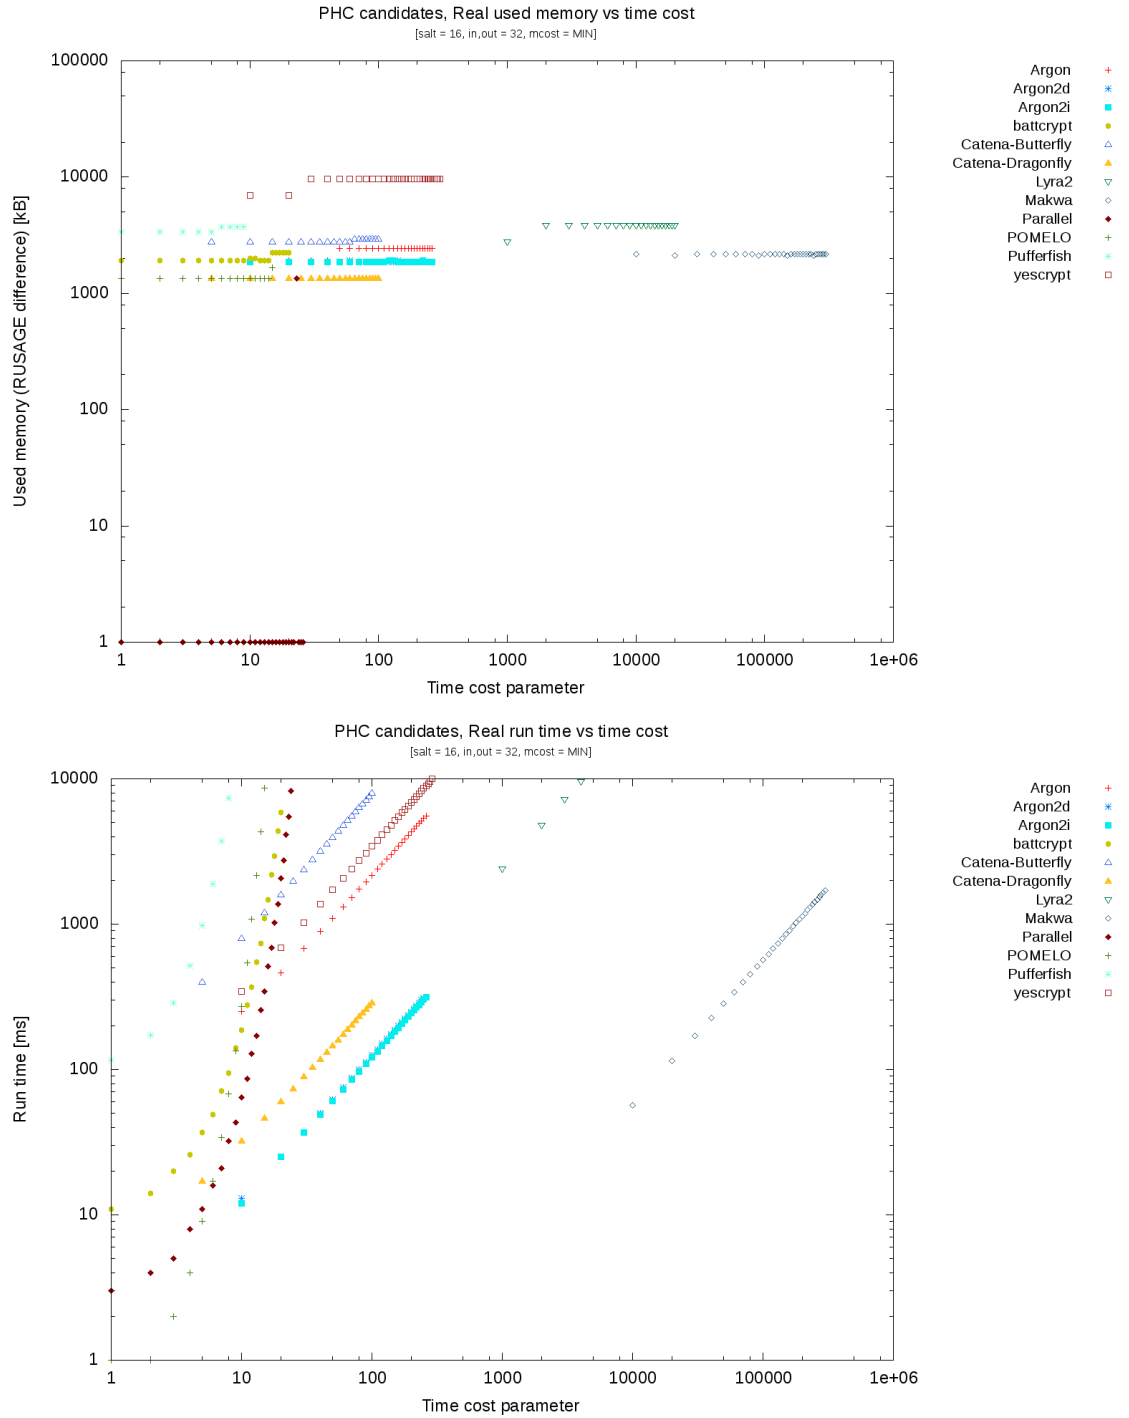 PHC candidates, Real used memory vs time cost
[salt = 16, in,out = 32, mcost = MIN]
100000
10000
1000
100
10
1
Used memory (RUSAGE difference) [kB]
1 10 100 1000 10000 100000 1e+06
Time cost parameter
Argon
Argon2d
Argon2i
battcrypt
Catena-Butterfly
Catena-Dragonfly
Lyra2
Makwa
Parallel
POMELO
Pufferfish
yescrypt
PHC candidates, Real run time vs time cost
[salt = 16, in,out = 32, mcost = MIN]
10000
1000
100
10
1
Run time [ms]
1 10 100 1000 10000 100000 1e+06
Time cost parameter
Argon
Argon2d
Argon2i
battcrypt
Catena-Butterfly
Catena-Dragonfly
Lyra2
Makwa
Parallel
POMELO
Pufferfish
yescrypt